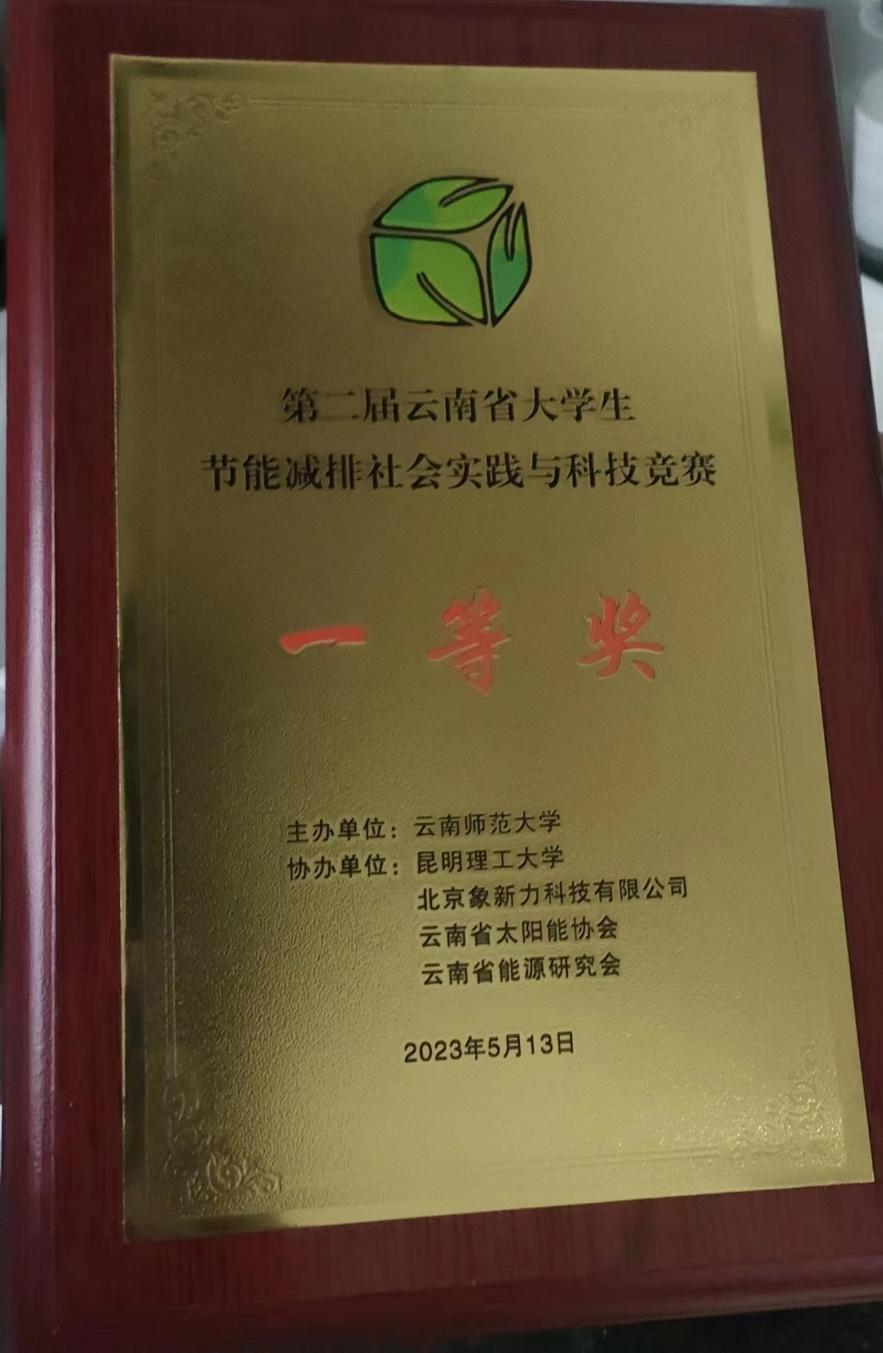 第二届云南省大学生
节能减排社会实践与科技竞赛
一等奖
主办单位：云南师范大学
协办单位：昆明理工大学
北京象新力科技有限公司
云南省太阳能协会
云南省能源研究会
2023年5月13日